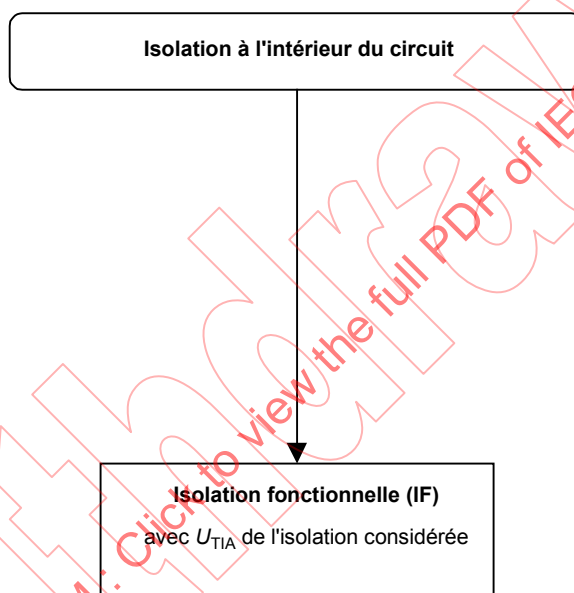 Isolation à l'intérieur du circuit
Isolation fonctionnelle (IF)
avec UTIA de l'isolation considérée
: Click to view the full PDF of